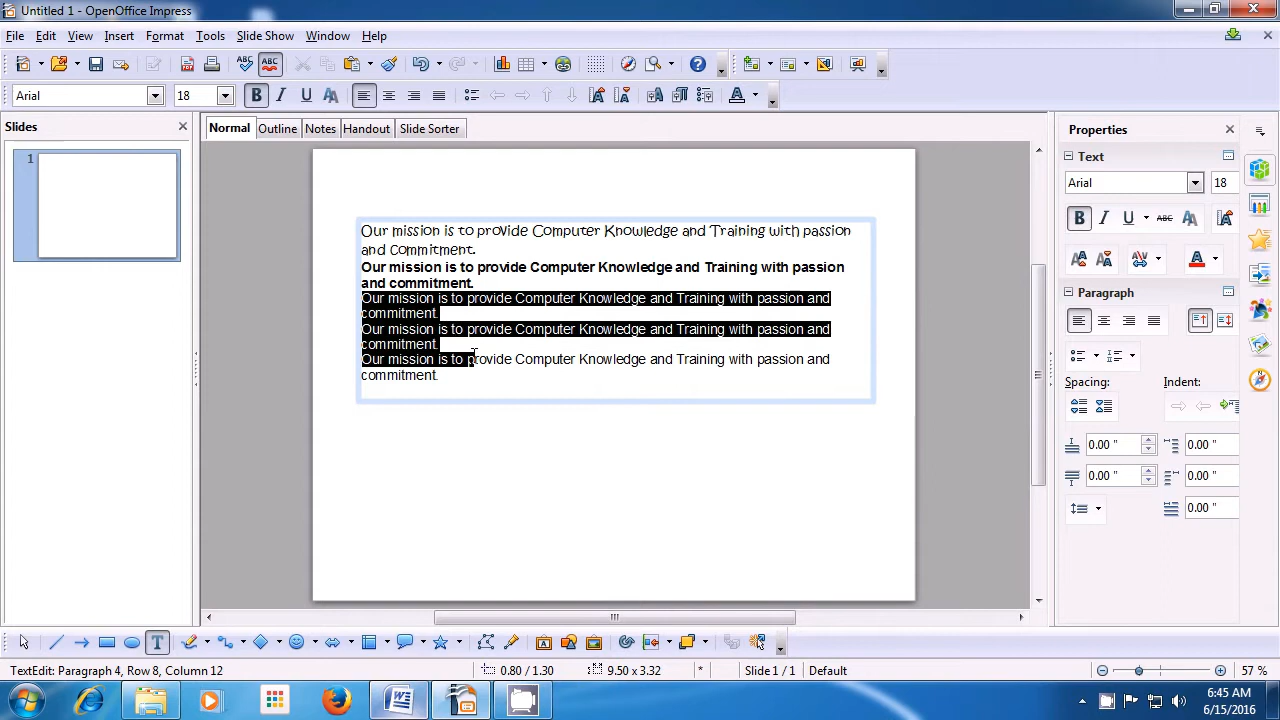 Untitled 1 - OpenOffice Impress
File Edit View Insert Format Tools Slide Show Window Help
Arial 18
Slides
Normal Outline Notes Handout Slide Sorter
Properties
1
Text
Arial 18
Our mission is to provide Computer Knowledge and Training with passion
and commitment.
Our mission is to provide Computer Knowledge and Training with passion
and commitment.
Our mission is to provide Computer Knowledge and Training with passion and
commitment.
Our mission is to provide Computer Knowledge and Training with passion and
commitment.
Our mission is to provide Computer Knowledge and Training with passion and
commitment.
Paragraph
Spacing: Indent:
0.00 " 0.00 "
0.00 " 0.00 "
0.00 "
TextEdit: Paragraph 4, Row 8, Column 12 0.80 / 1.30 9.50 x 3.32 * Slide 1 / 1 Default 57 %
6:45 AM
6/15/2016